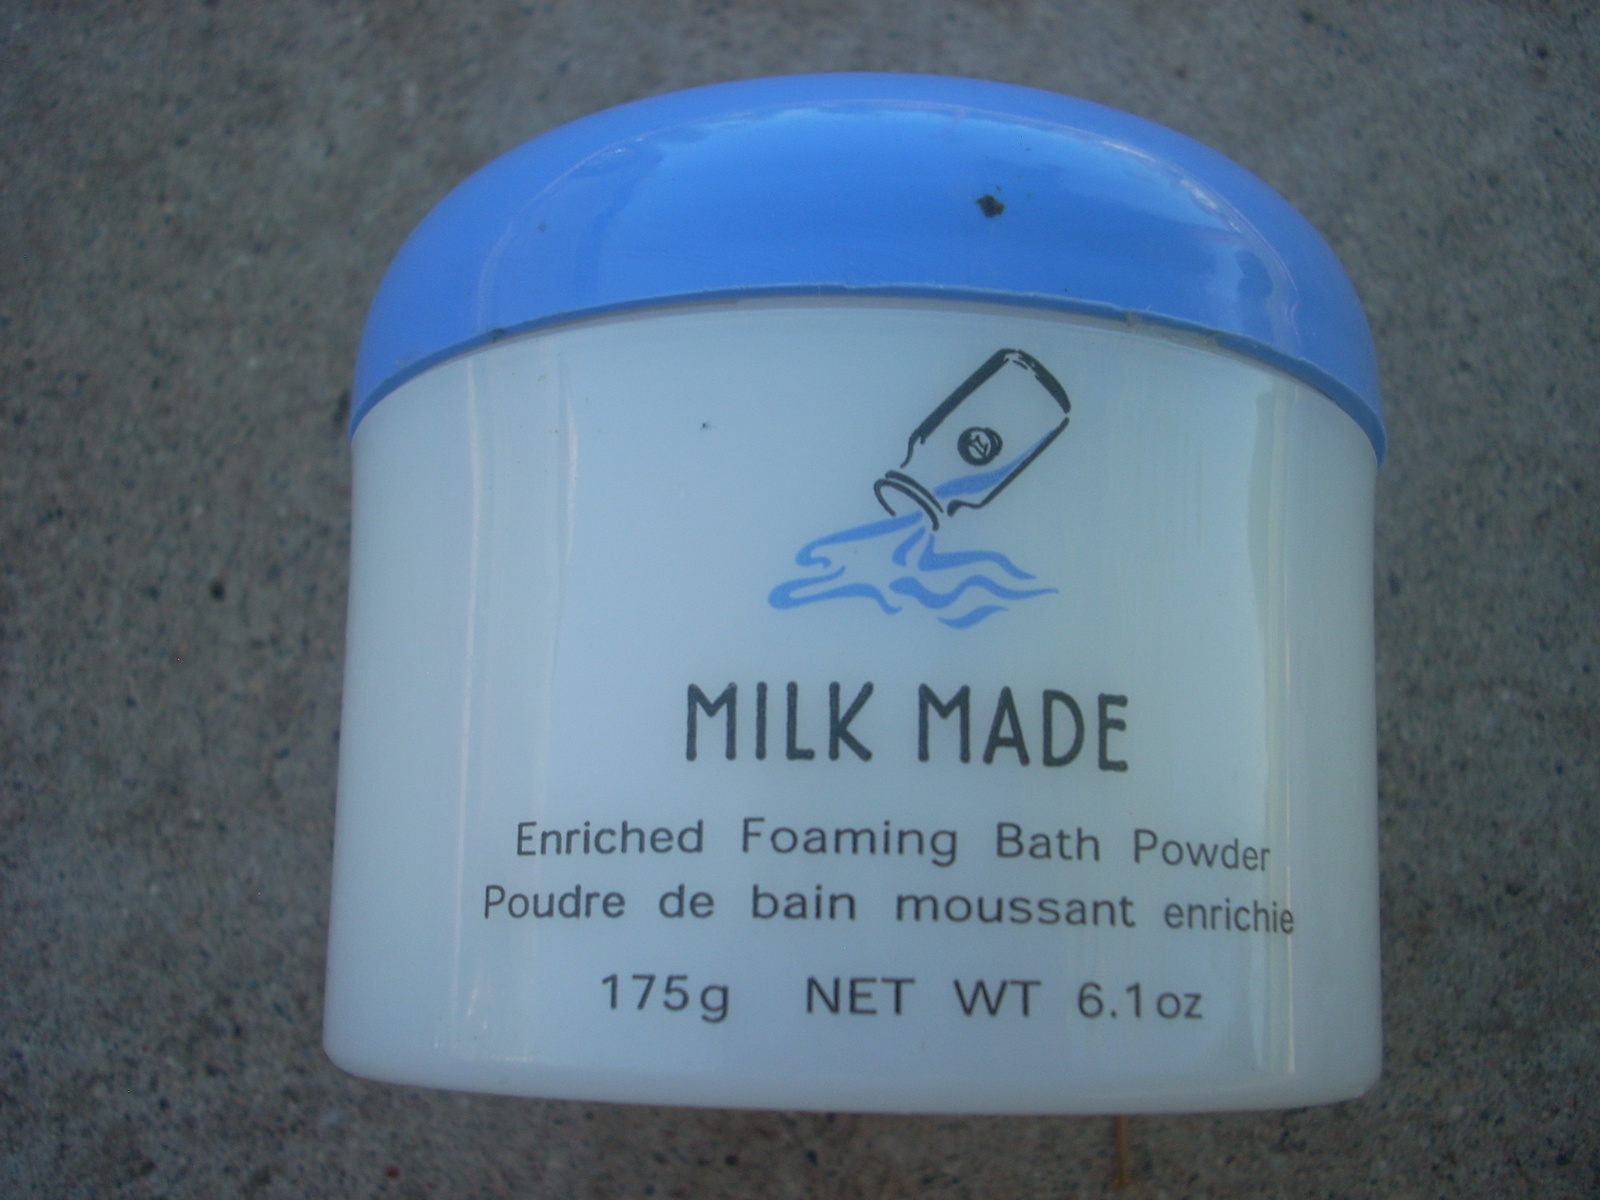 MILK MADE
Enriched Foaming Bath Powder
Poudre de bain moussant enrichie
175g NET WT 6.1oz